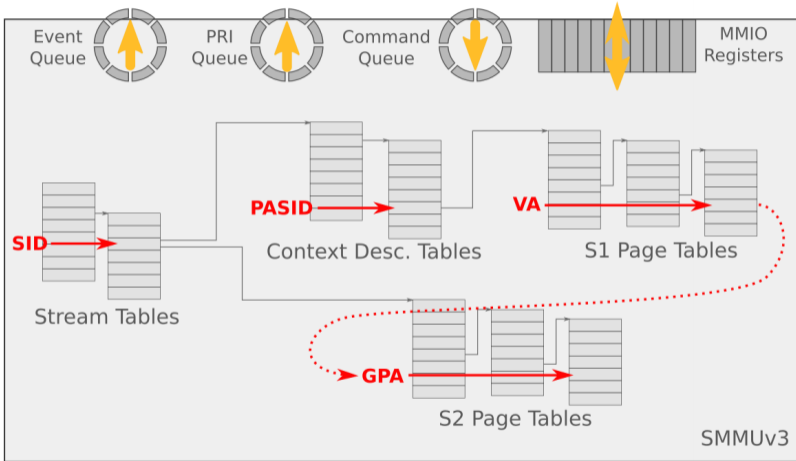 Event
Queue
PRI
Queue
Command
Queue
MMIO
Registers
PASID
VA
SID
Context Desc. Tables
S1 Page Tables
Stream Tables
GPA
S2 Page Tables
SMMUv3